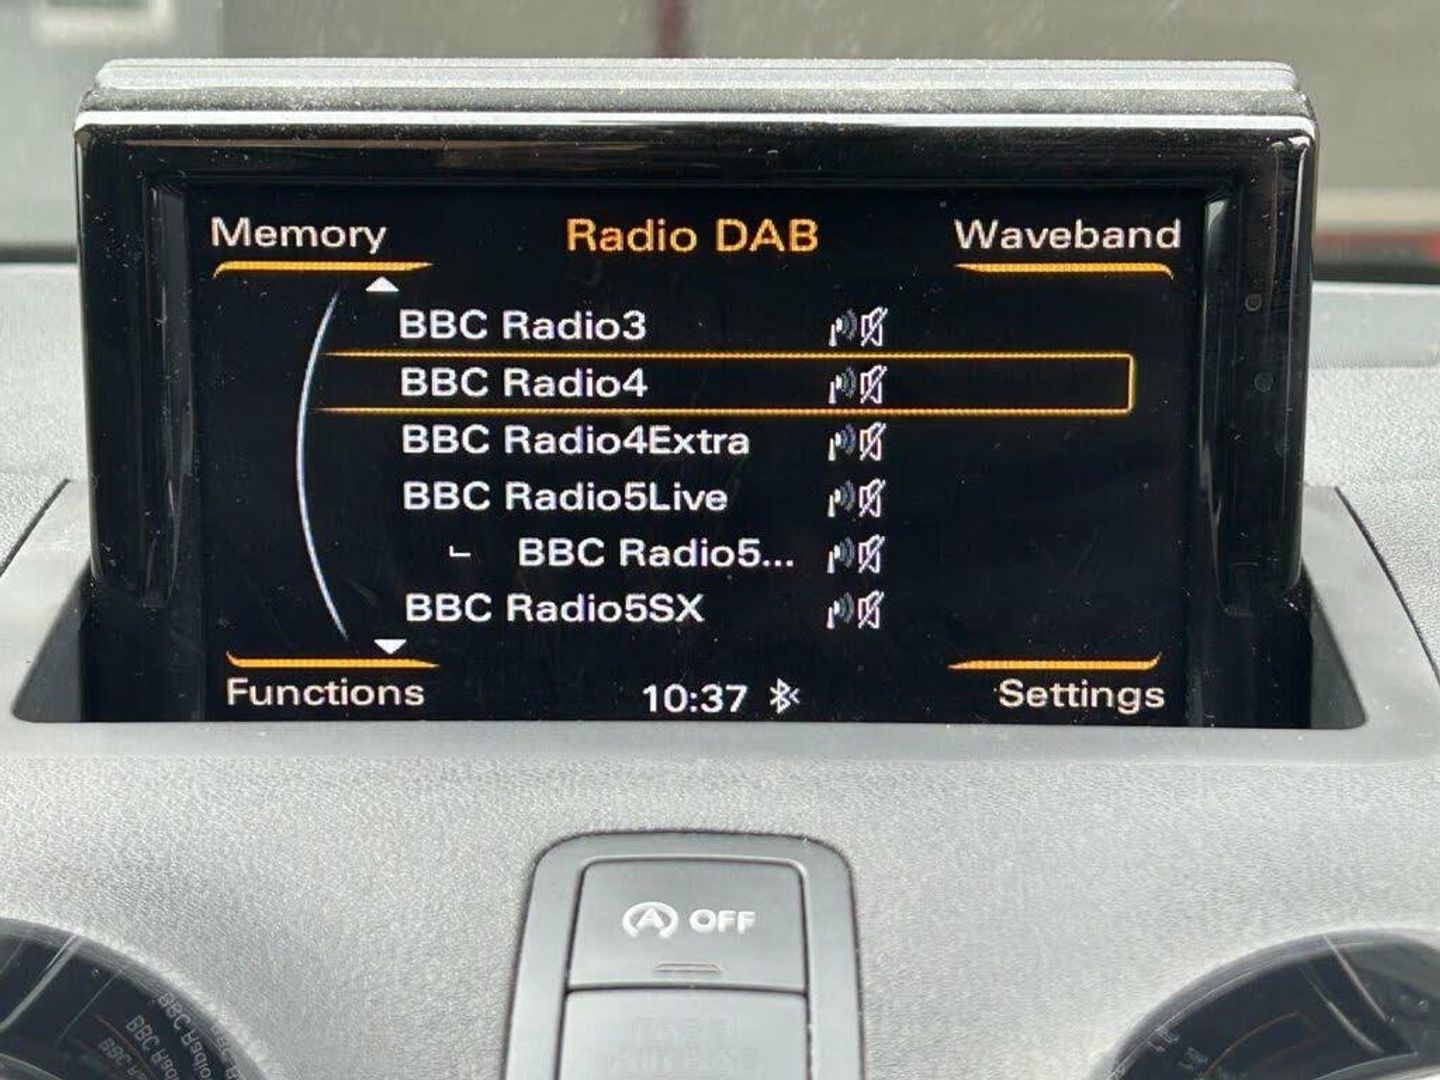 Memory Radio DAB Waveband
BBC Radio3
BBC Radio4
BBC Radio4Extra
BBC Radio5Live
BBC Radio5...
BBC Radio5SX
Functions 10:37 Settings
A OFF